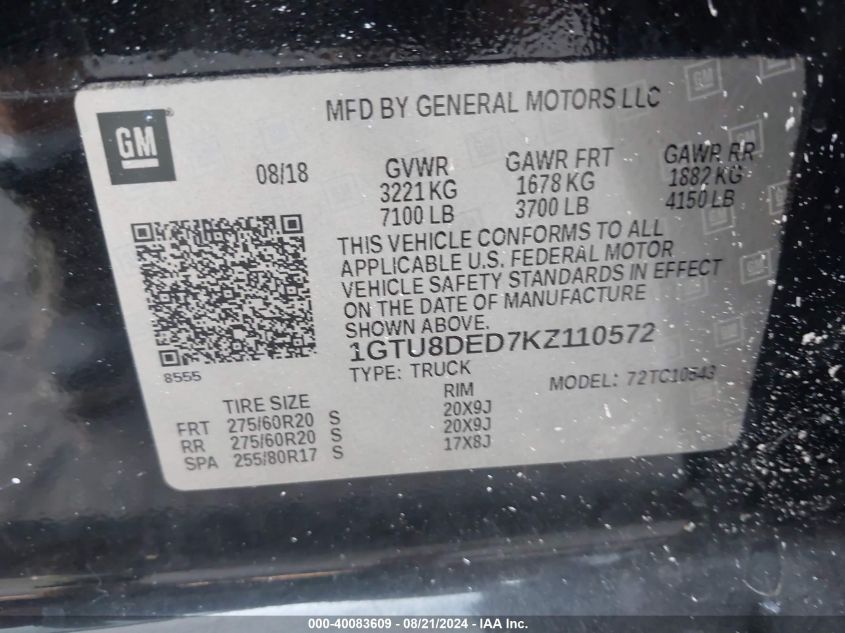 MFD BY GENERAL MOTORS LLC
GM ®
08/18
GVWR GAWR FRT GAWR RR
3221 KG 1678 KG 1882 KG
7100 LB 3700 LB 4150 LB
THIS VEHICLE CONFORMS TO ALL
APPLICABLE U.S. FEDERAL MOTOR
VEHICLE SAFETY STANDARDS IN EFFECT
ON THE DATE OF MANUFACTURE
SHOWN ABOVE.
1GTU8DED7KZ110572
8555
TYPE: TRUCK MODEL: 72TC10543
TIRE SIZE RIM
FRT 275/60R20 S 20X9J
RR 275/60R20 S 20X9J
SPA 255/80R17 S 17X8J
000-40083609 - 08/21/2024 - IAA Inc.